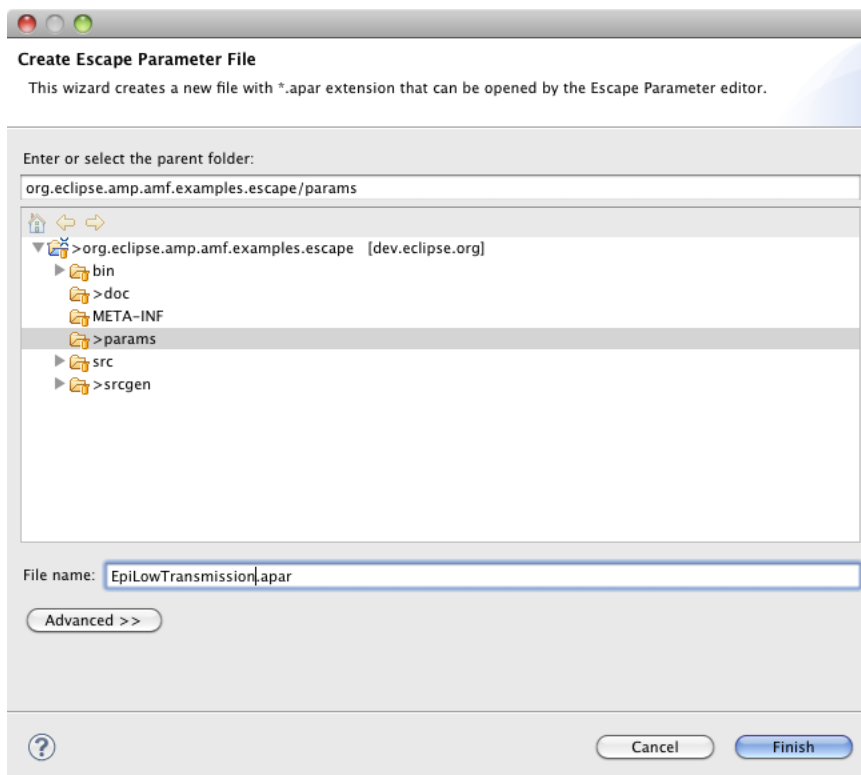 Create Escape Parameter File
This wizard creates a new file with *.apar extension that can be opened by the Escape Parameter editor.
Enter or select the parent folder:
org.eclipse.amp.amf.examples.escape/params
>org.eclipse.amp.amf.examples.escape [dev.eclipse.org]
bin
>doc
META-INF
>params
src
>srcgen
File name: EpiLowTransmission.apar
Advanced >>
? Cancel Finish